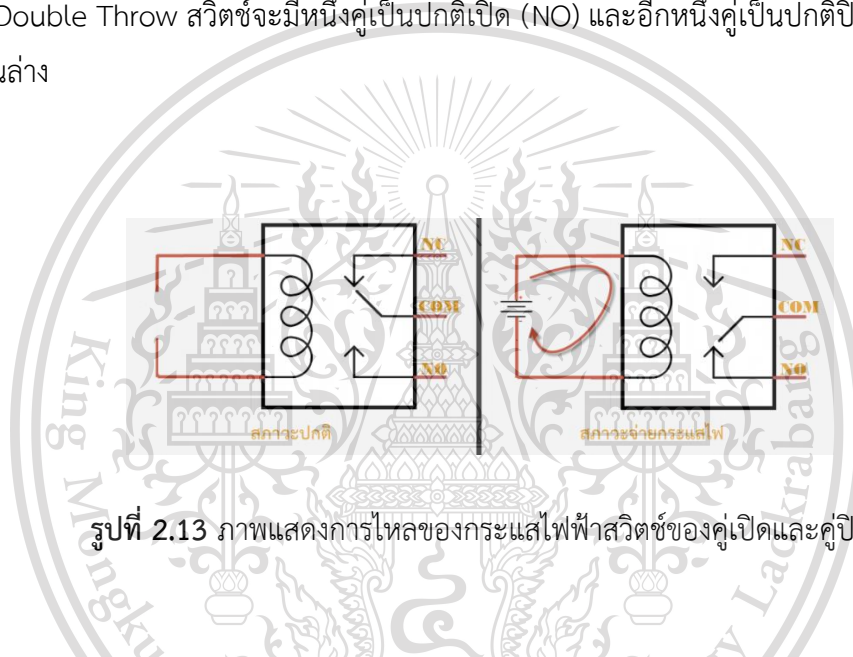 Double Throw สวิตช์จะมีหนึ่งคู่เป็นปกติเปิด (NO) และอีกหนึ่งคู่เป็นปกติปิ
นล่าง
NC
COM
NO
สภาวะปกติ
NC
COM
NO
สภาวะจ่ายกระแสไฟ
รูปที่ 2.13 ภาพแสดงการไหลของกระแสไฟฟ้าสวิตช์ของคู่เปิดและคู่ปิ
King Mongku
Ladkrabang